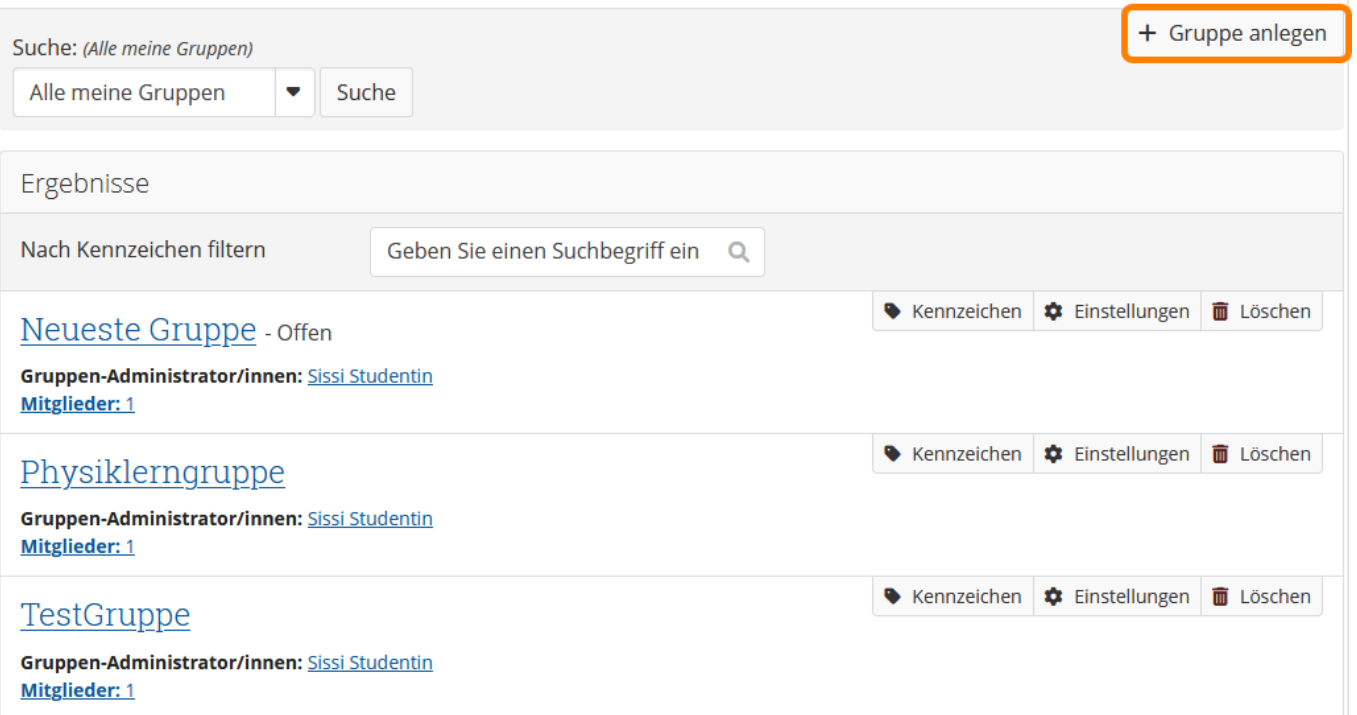 + Gruppe anlegen
Suche: (Alle meine Gruppen)
Alle meine Gruppen Suche
Ergebnisse
Nach Kennzeichen filtern Geben Sie einen Suchbegriff ein
Neueste Gruppe - Offen Kennzeichen Einstellungen Löschen
Gruppen-Administrator/innen: Sissi Studentin
Mitglieder: 1
Physiklerngruppe Kennzeichen Einstellungen Löschen
Gruppen-Administrator/innen: Sissi Studentin
Mitglieder: 1
TestGruppe Kennzeichen Einstellungen Löschen
Gruppen-Administrator/innen: Sissi Studentin
Mitglieder: 1